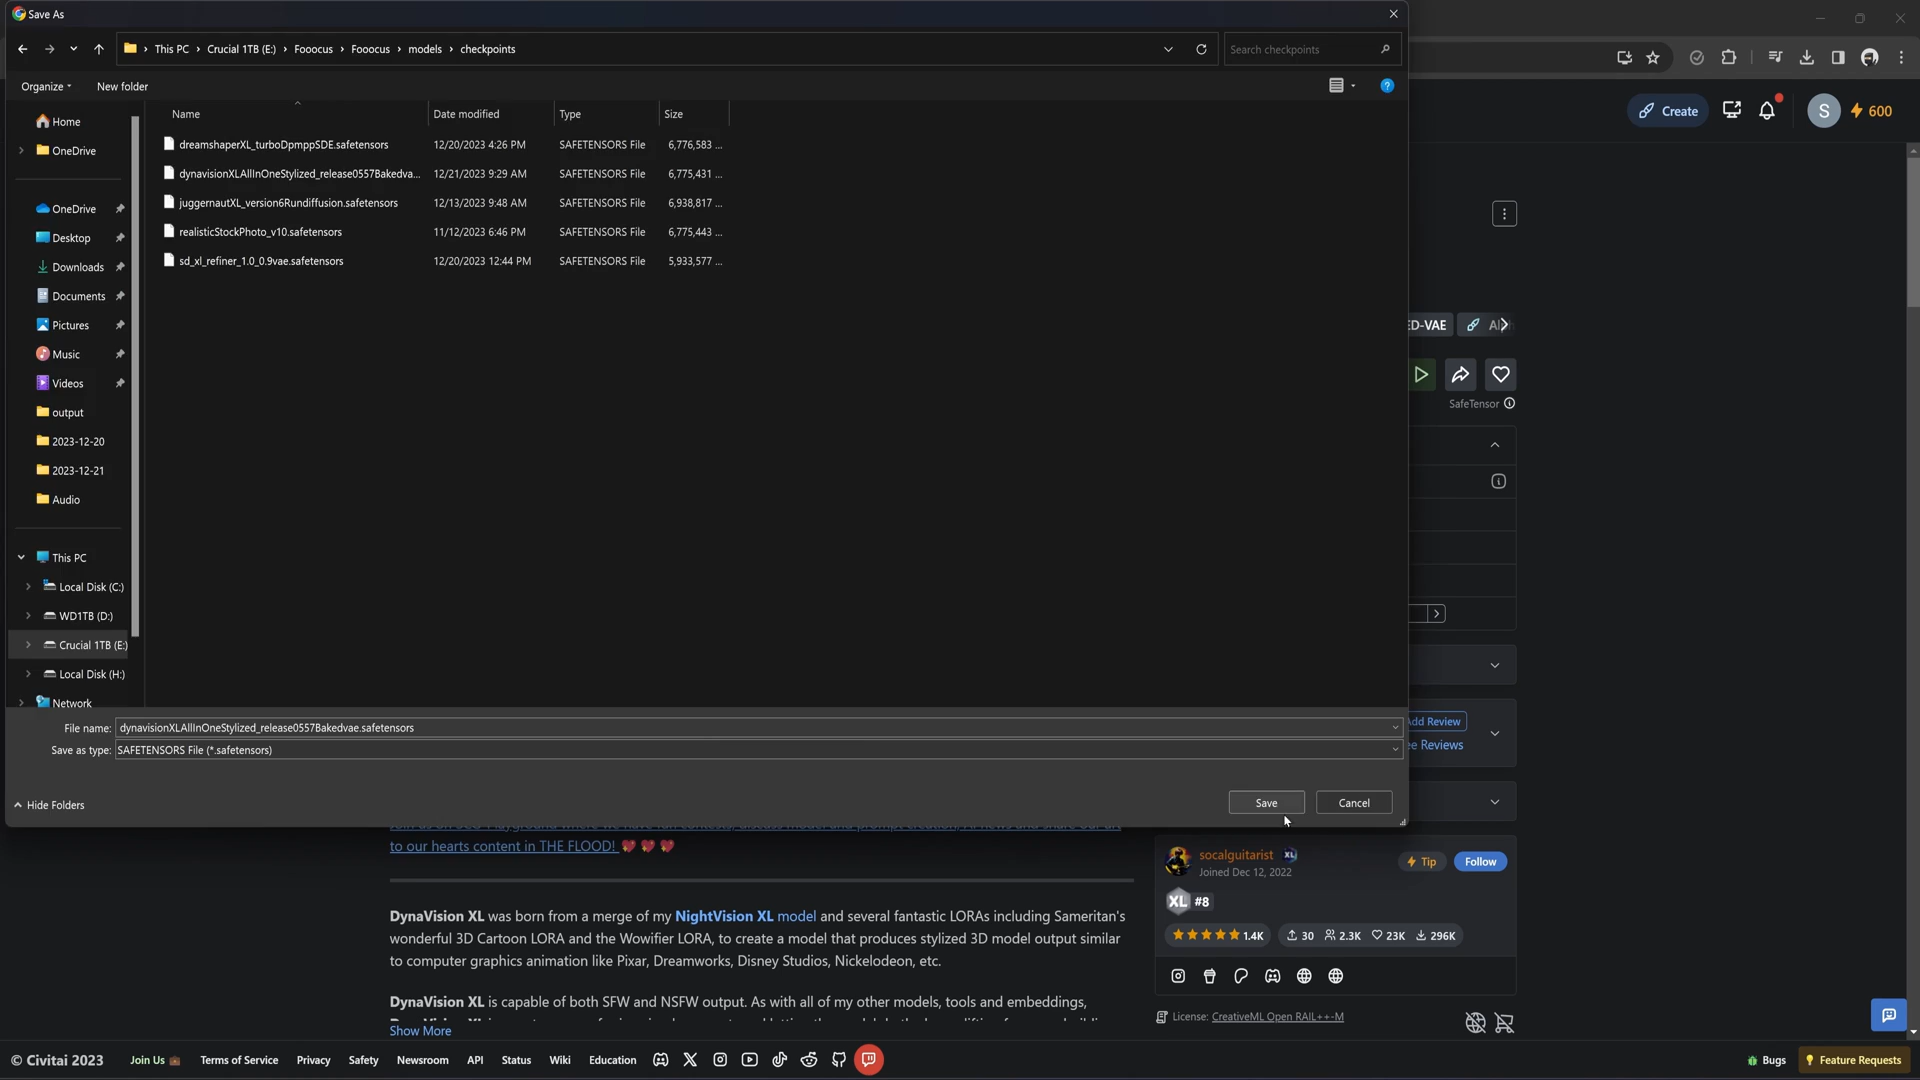 Save As
This PC > Crucial 1TB (E:) > Fooocus > Fooocus > models > checkpoints
Search checkpoints
Organize
New folder
Name
Date modified
Type
Size
dreamshaperXL_turboDpmppSDE.safetensors 12/20/2023 4:26 PM SAFETENSORS File 6,776,583 ...
dynavisionXLAllInOneStylized_release0557Bakedva... 12/21/2023 9:29 AM SAFETENSORS File 6,775,431 ...
juggernautXL_version6Rundiffusion.safetensors 12/13/2023 9:48 AM SAFETENSORS File 6,938,817 ...
realisticStockPhoto_v10.safetensors 11/12/2023 6:46 PM SAFETENSORS File 6,775,443 ...
sd_xl_refiner_1.0_0.9vae.safetensors 12/20/2023 12:44 PM SAFETENSORS File 5,933,577 ...
Home
OneDrive
OneDrive
Desktop
Downloads
Documents
Pictures
Music
Videos
output
2023-12-20
2023-12-21
Audio
This PC
Local Disk (C:)
WD1TB (D:)
Crucial 1TB (E:)
Local Disk (H:)
Network
File name: dynavisionXLAllInOneStylized_release0557Bakedvae.safetensors
Save as type: SAFETENSORS File (*.safetensors)
Hide Folders
Save
Cancel
Create
S
600
ED-VAE
SafeTensor
Add Review
ee Reviews
to our hearts content in THE FLOOD!
DynaVision XL was born from a merge of my NightVision XL model and several fantastic LORAs including Sameritan's
wonderful 3D Cartoon LORA and the Wowifier LORA, to create a model that produces stylized 3D model output similar
to computer graphics animation like Pixar, Dreamworks, Disney Studios, Nickelodeon, etc.
DynaVision XL is capable of both SFW and NSFW output. As with all of my other models, tools and embeddings,
Show More
socalguitarist XL
Joined Dec 12, 2022
Tip
Follow
XL #8
1.4K
30
2.3K
23K
296K
License: CreativeML Open RAIL++-M
© Civitai 2023
Join Us
Terms of Service
Privacy
Safety
Newsroom
API
Status
Wiki
Education
Bugs
Feature Requests